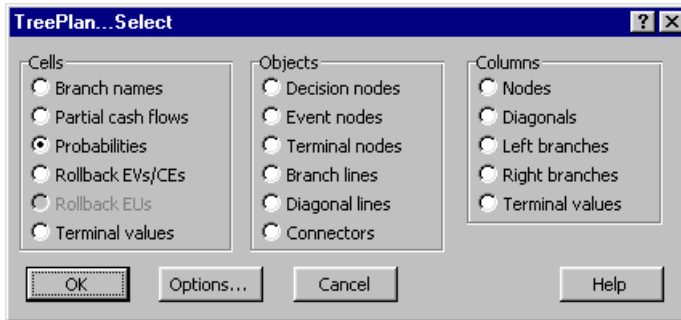 TreePlan...Select
Cells
Branch names
Partial cash flows
Probabilities
Rollback EVs/CEs
Rollback EUs
Terminal values
Objects
Decision nodes
Event nodes
Terminal nodes
Branch lines
Diagonal lines
Connectors
Columns
Nodes
Diagonals
Left branches
Right branches
Terminal values
OK
Options...
Cancel
Help